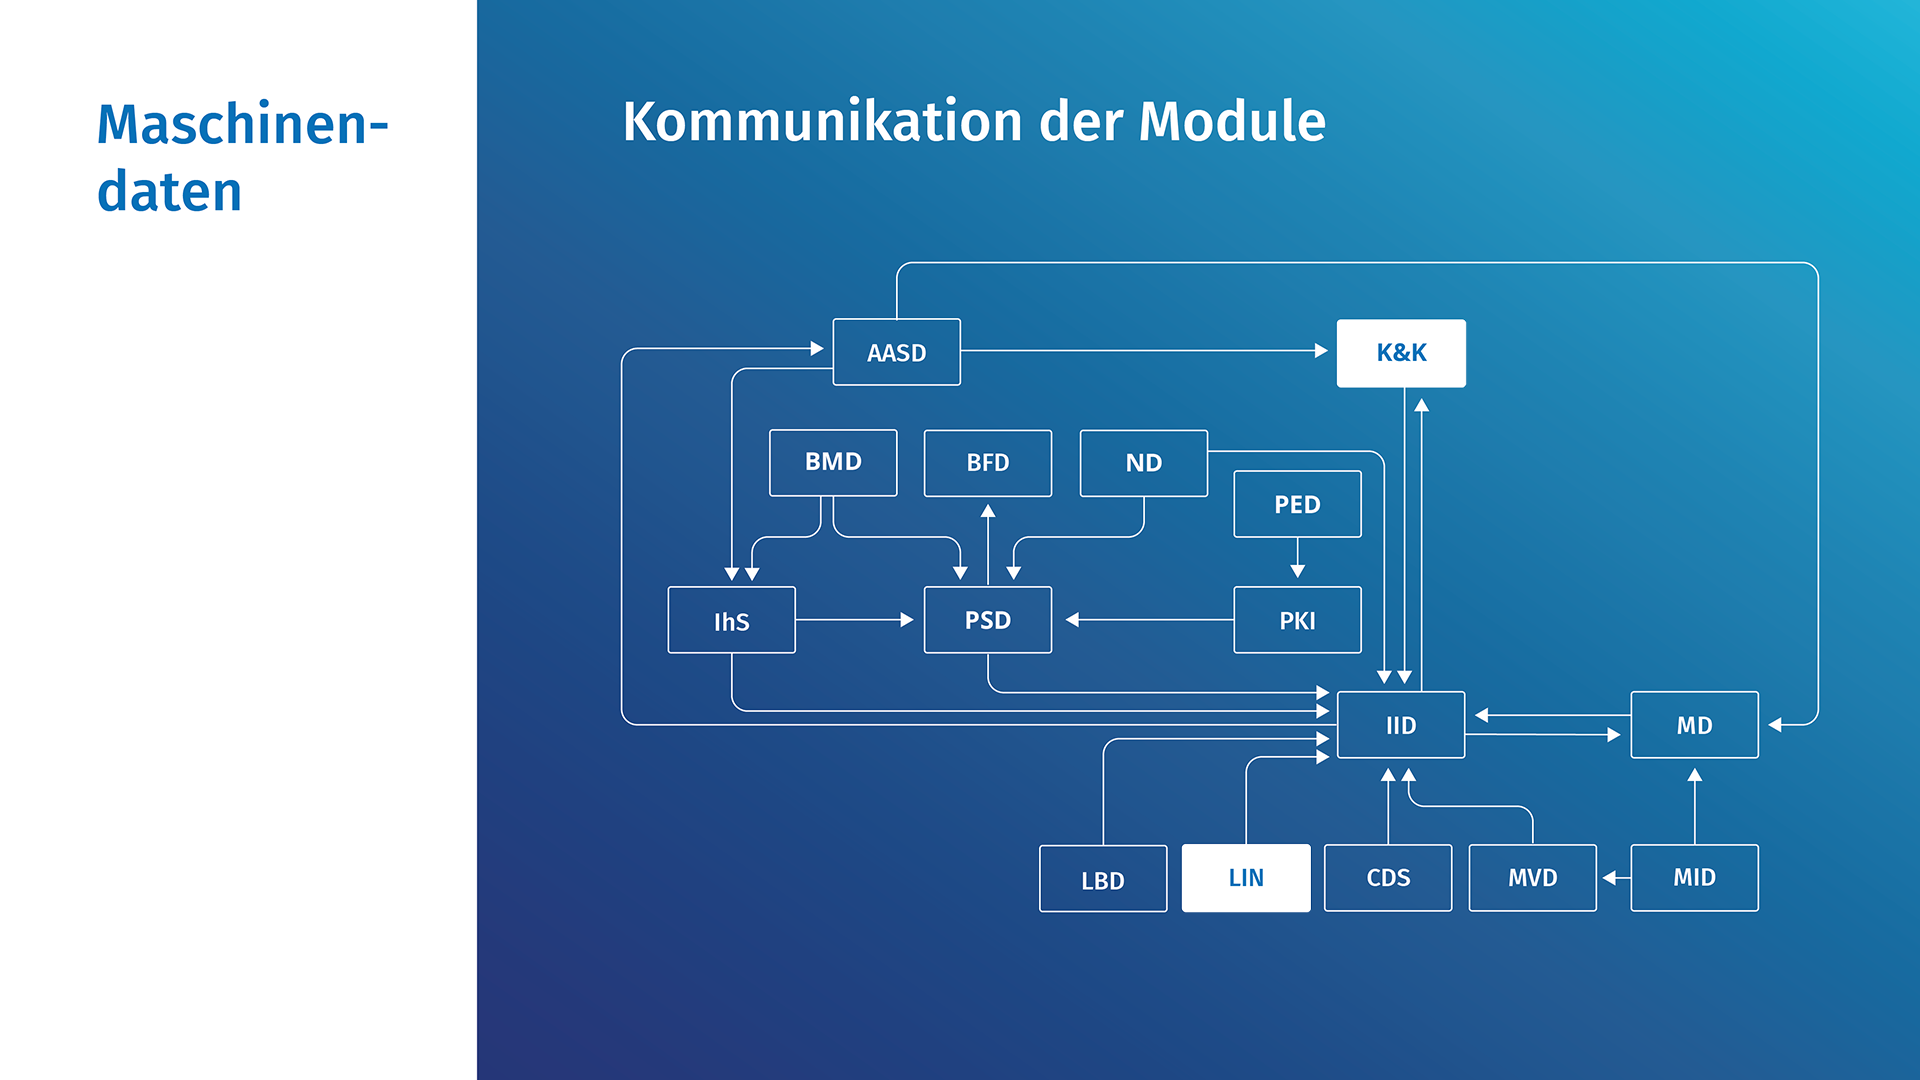 Maschinen-
daten
Kommunikation der Module
AASD
K&K
BMD
BFD
ND
PED
IhS
PSD
PKI
IID
MD
LBD
LIN
CDS
MVD
MID